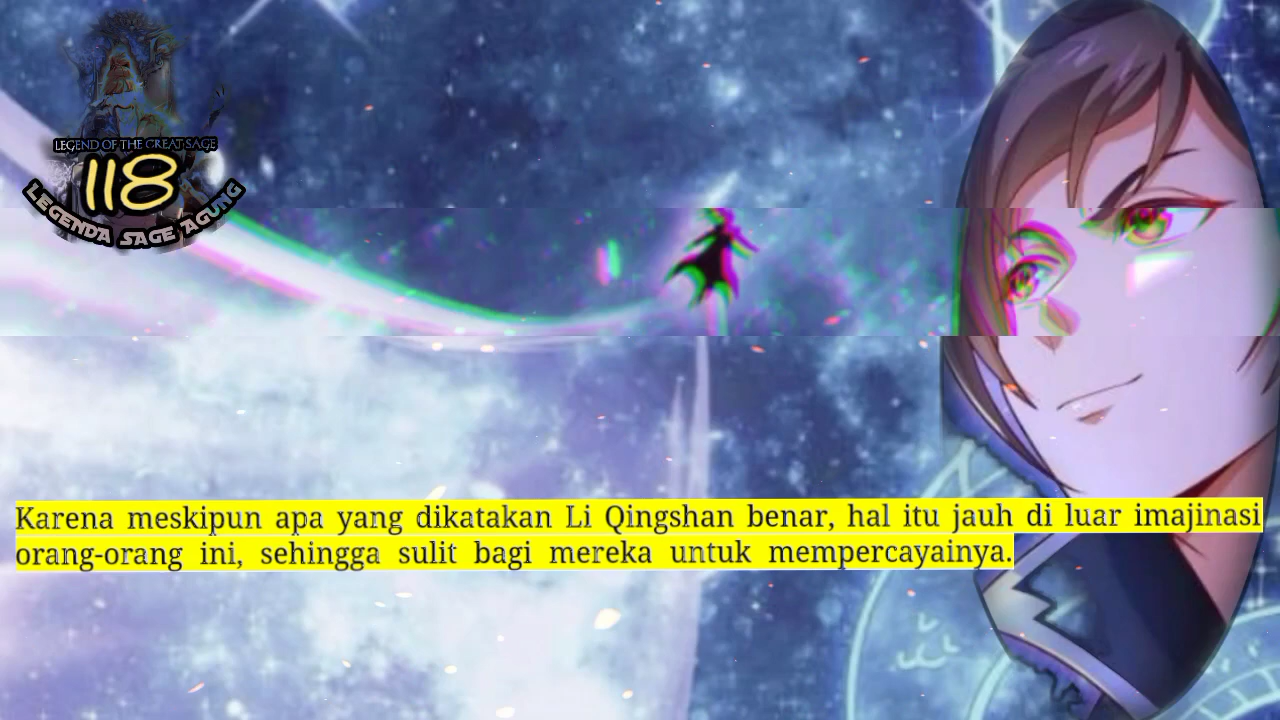 LEGEND OF THE GREAT SAGE
118
LEGENDA SAGE AGUNG
Karena meskipun apa yang dikatakan Li Qingshan benar, hal itu jauh di luar imajinasi
orang-orang ini, sehingga sulit bagi mereka untuk mempercayainya.